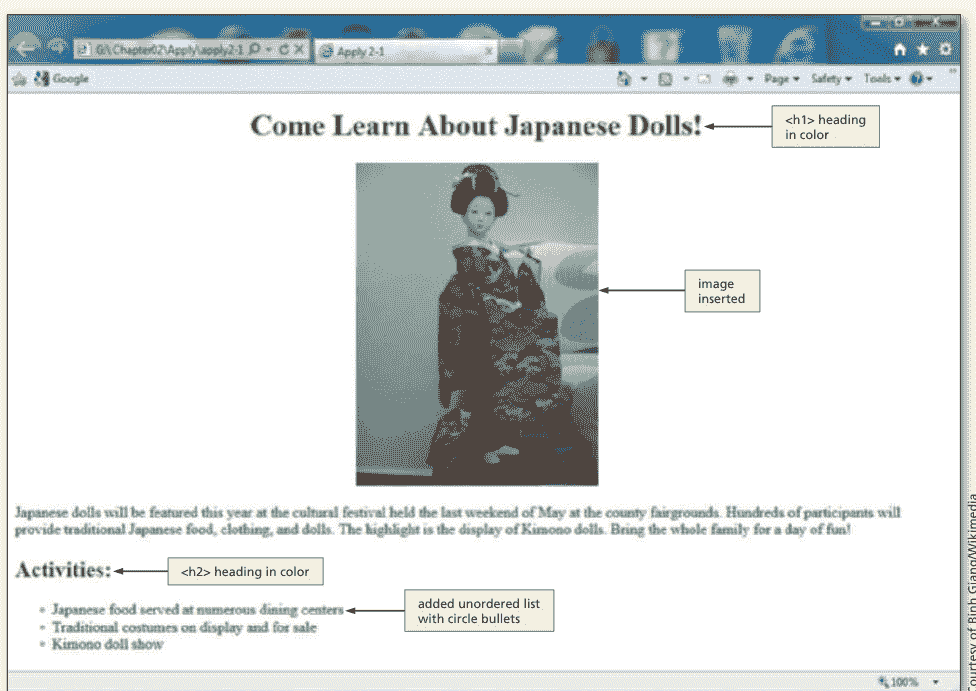 G:\Chapter02\Apply\apply2-1
Apply 2-1
Google
Page
Safety
Tools
Come Learn About Japanese Dolls!
<h1> heading
in color
image
inserted
Japanese dolls will be featured this year at the cultural festival held the last weekend of May at the county fairgrounds. Hundreds of participants will
provide traditional Japanese food, clothing, and dolls. The highlight is the display of Kimono dolls. Bring the whole family for a day of fun!
Activities:
<h2> heading in color
Japanese food served at numerous dining centers
added unordered list
with circle bullets
Traditional costumes on display and for sale
Kimono doll show
100%
Courtesy of Binh Giang/Wikimedia